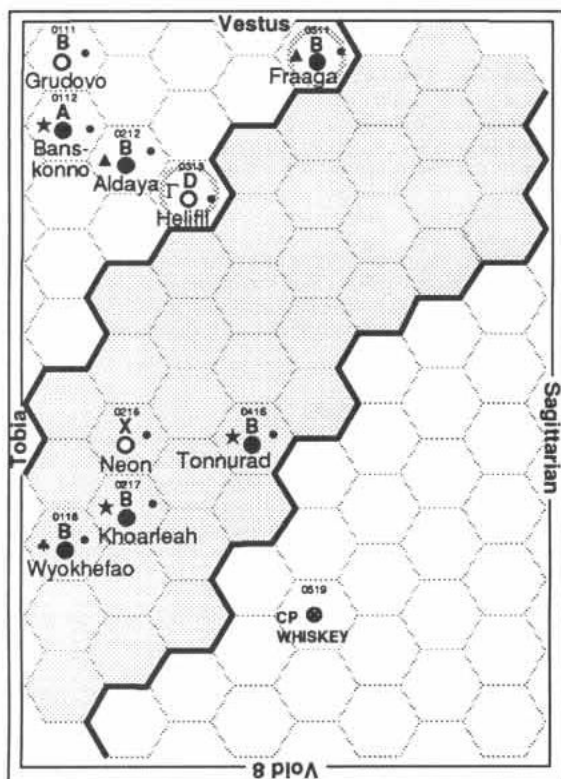 Vestus
0111
B
Grudovo
0511
B
Fraaga
0112
A
Bans-
konno
0212
B
Aldaya
0313
D
Γ
Helifil
Tobia
Sagittarian
0216
X
Neon
0416
B
Tonnurad
0217
B
Khoarleah
0118
B
Wyokhefao
0519
CP
WHISKEY
Void 8